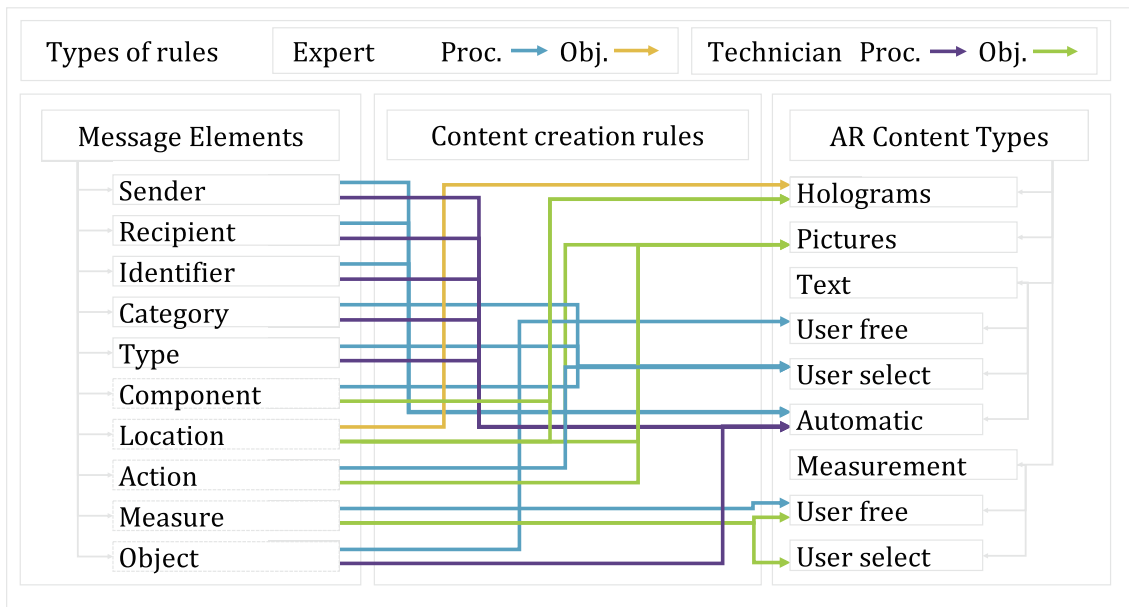 Types of rules Expert Proc. Obj. Technician Proc. Obj.
Message Elements
Sender
Recipient
Identifier
Category
Type
Component
Location
Action
Measure
Object
Content creation rules
AR Content Types
Holograms
Pictures
Text
User free
User select
Automatic
Measurement
User free
User select